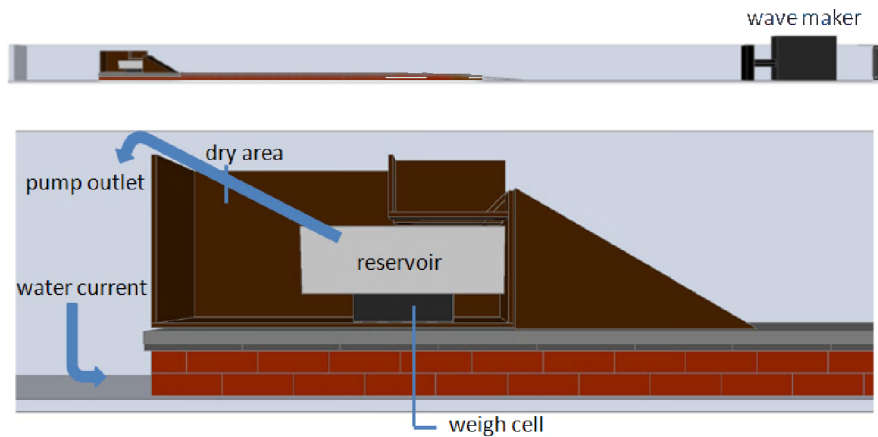 wave maker
dry area
pump outlet
reservoir
water current
weigh cell